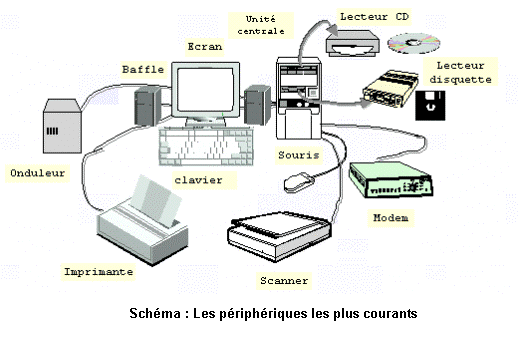 Unité
centrale
Lecteur CD
Ecran
Baffle
Lecteur
disquette
Onduleur
clavier
Souris
Modem
Imprimante
Scanner
Schéma : Les périphériques les plus courants